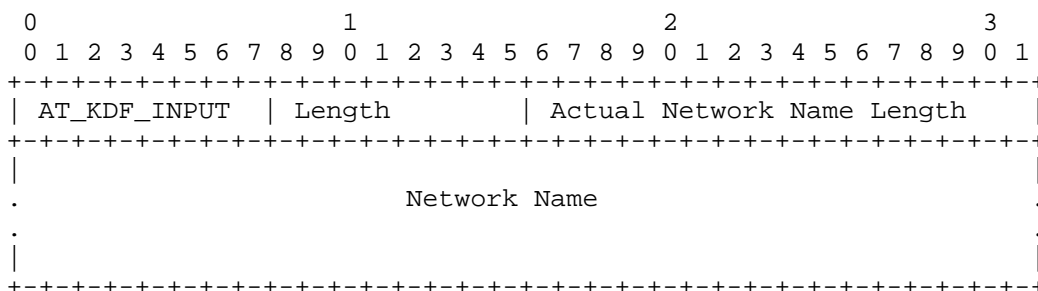 0                   1                   2                   3
 0 1 2 3 4 5 6 7 8 9 0 1 2 3 4 5 6 7 8 9 0 1 2 3 4 5 6 7 8 9 0 1
+-+-+-+-+-+-+-+-+-+-+-+-+-+-+-+-+-+-+-+-+-+-+-+-+-+-+-+-+-+-+-+-+
| AT_KDF_INPUT  | Length        | Actual Network Name Length    |
+-+-+-+-+-+-+-+-+-+-+-+-+-+-+-+-+-+-+-+-+-+-+-+-+-+-+-+-+-+-+-+-+
|                                                               |
.                        Network Name                           .
.                                                               .
|                                                               |
+-+-+-+-+-+-+-+-+-+-+-+-+-+-+-+-+-+-+-+-+-+-+-+-+-+-+-+-+-+-+-+-+